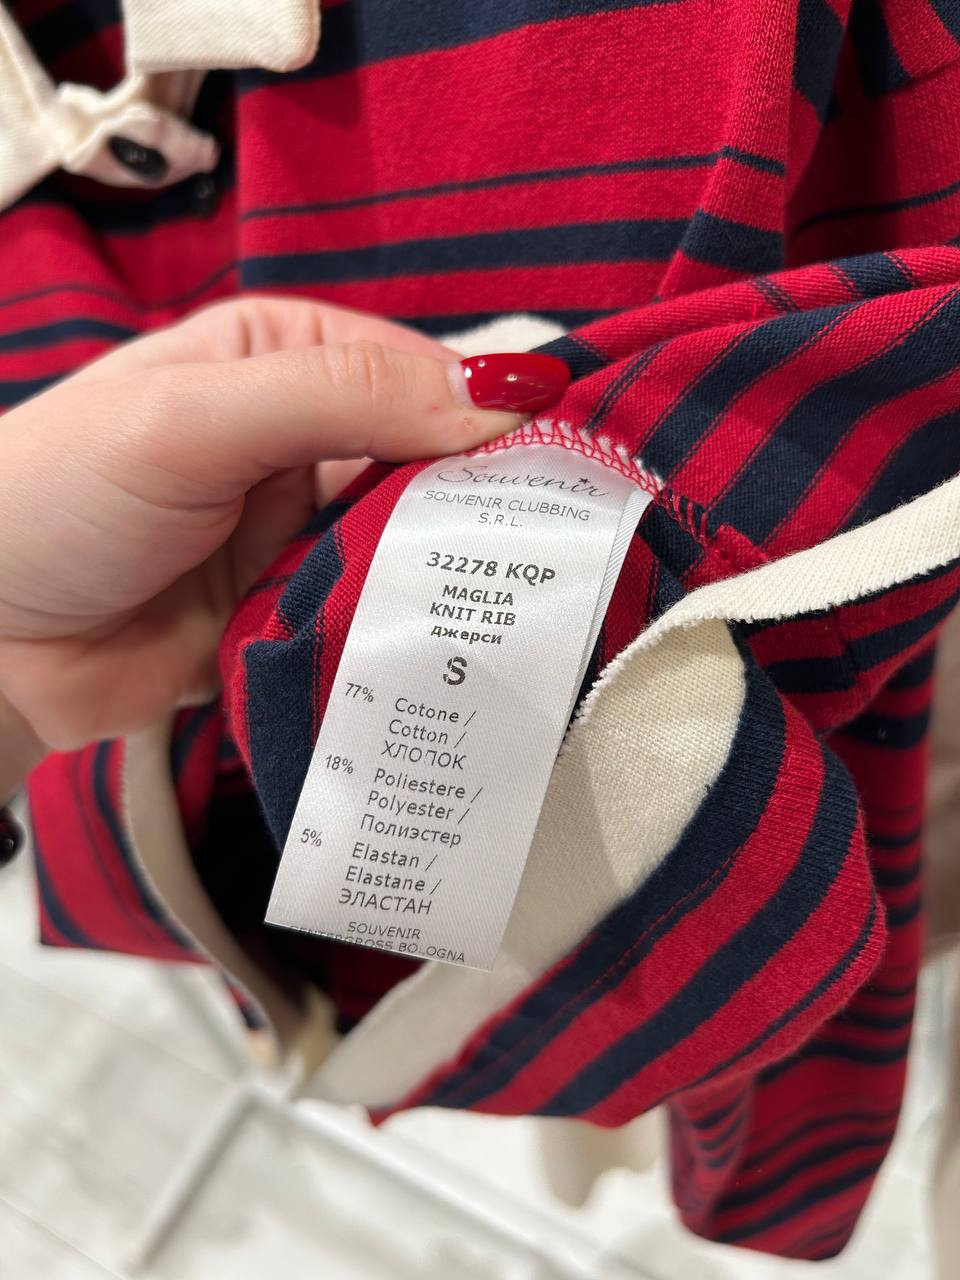 Souvenir
SOUVENIR CLUBBING
S.R.L.
32278 KQP
MAGLIA
KNIT RIB
джерси
S
77% Cotone /
Cotton /
ХЛОПОК
18% Poliestere /
Polyester /
Полиэстер
5% Elastan /
Elastane /
ЭЛАСТАН
SOUVENIR
CENTERGROSS BOLOGNA